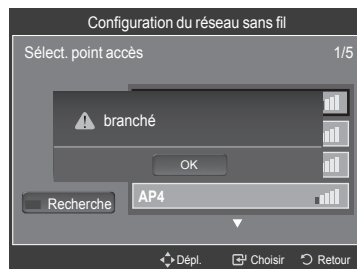 Configuration du réseau sans fil
Sélect. point accès 1/5
branché
OK
Recherche
AP4
Dépl. Choisir Retour